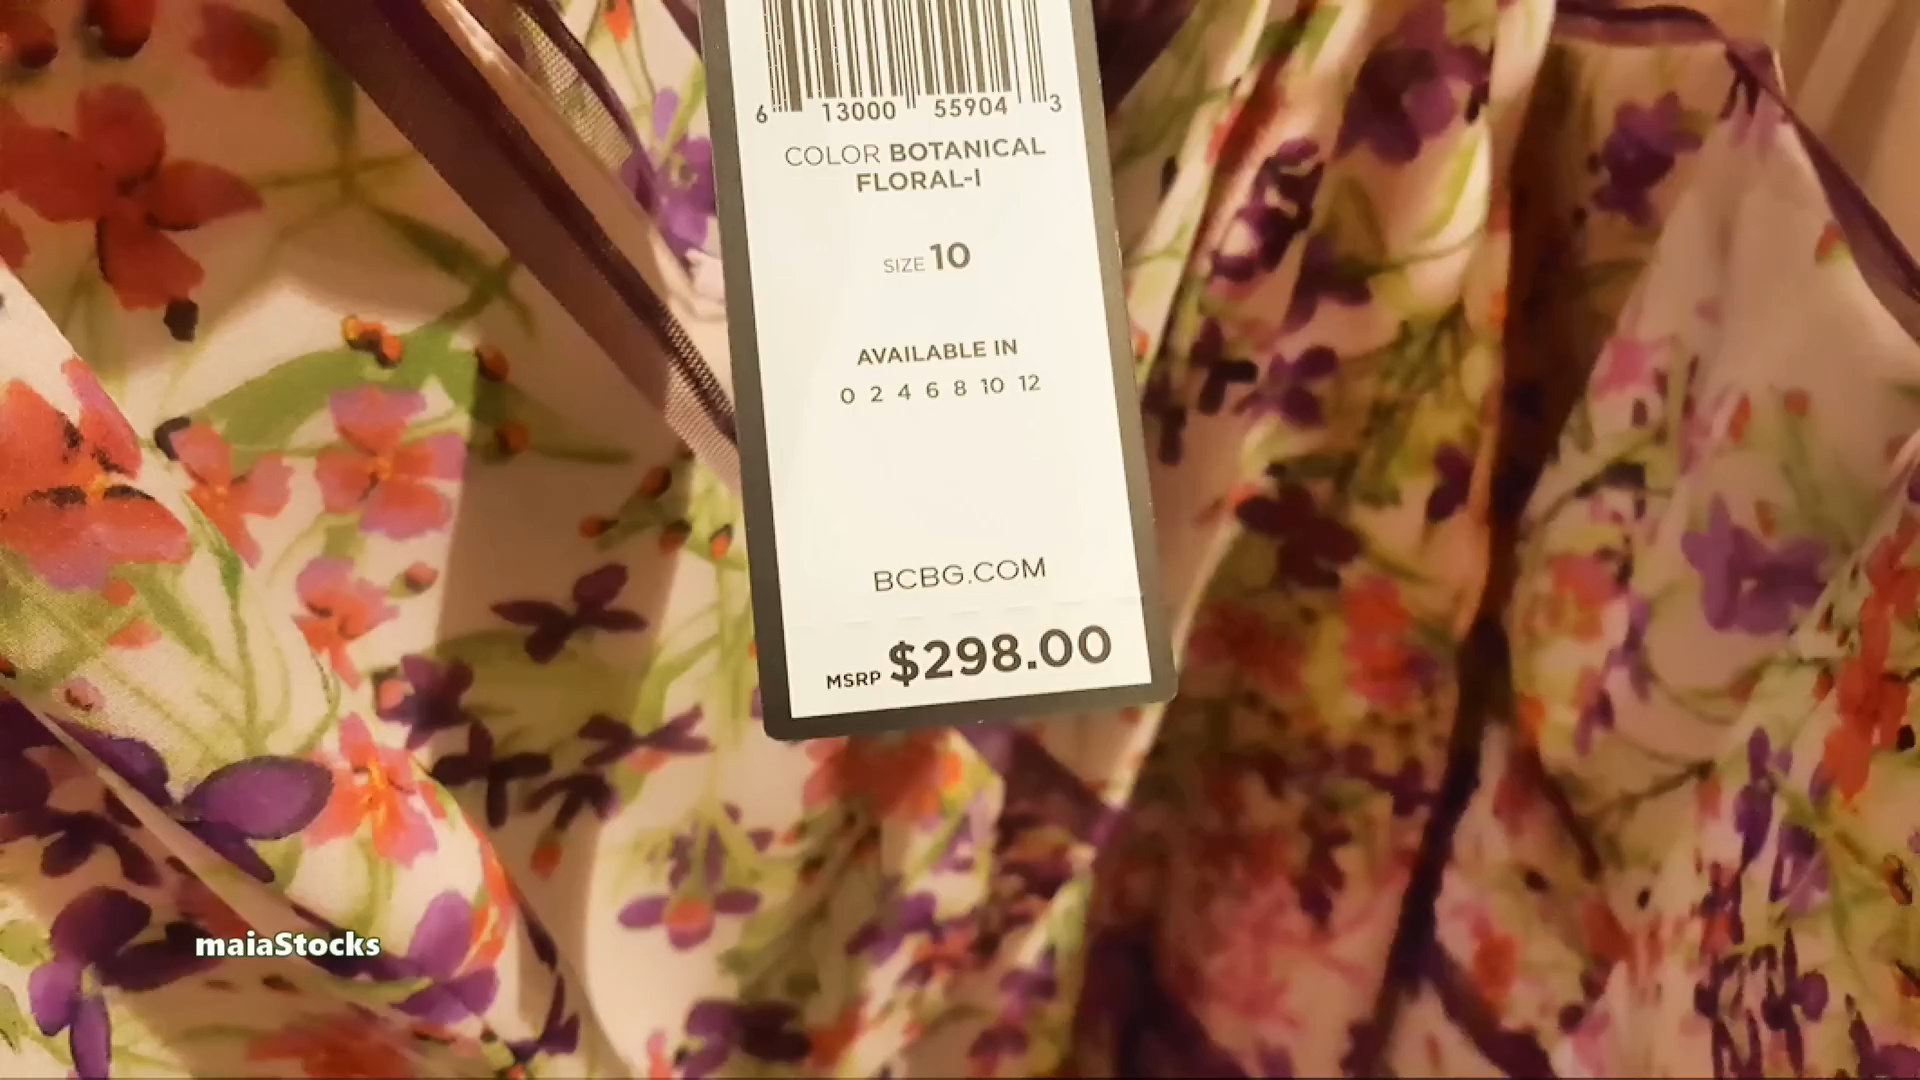 6 13000 55904 3
COLOR BOTANICAL
FLORAL-I
SIZE 10
AVAILABLE IN
0 2 4 6 8 10 12
BCBG.COM
MSRP $298.00
maiaStocks